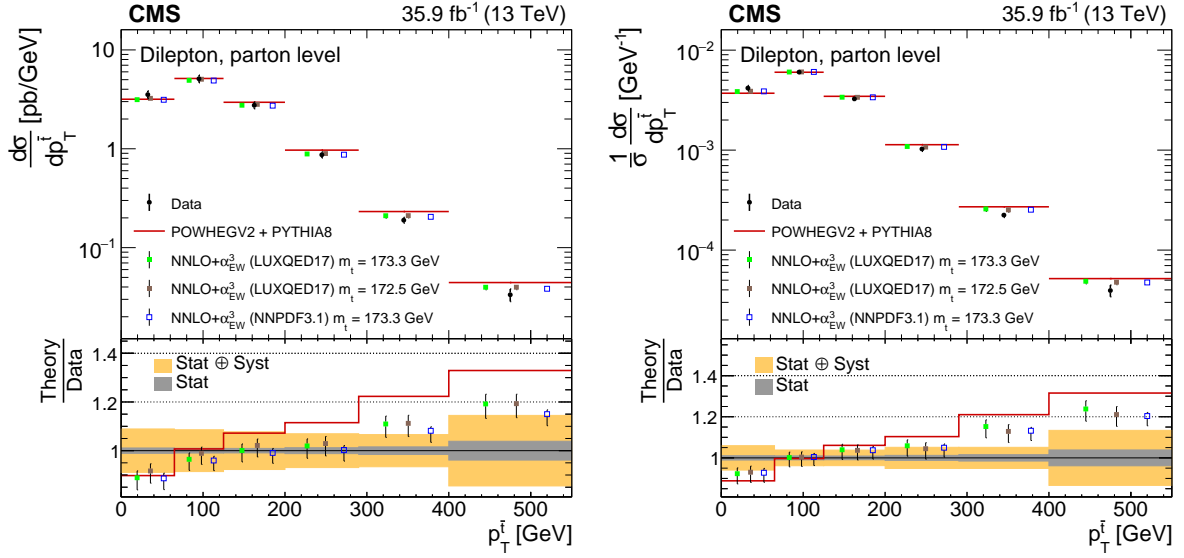 CMS 35.9 fb⁻¹ (13 TeV)
Dilepton, parton level
dσ/dp_T^t̄ [pb/GeV]
10
1
10⁻¹
Data
POWHEGV2 + PYTHIA8
NNLO+α³_EW (LUXQED17) m_t = 173.3 GeV
NNLO+α³_EW (LUXQED17) m_t = 172.5 GeV
NNLO+α³_EW (NNPDF3.1) m_t = 173.3 GeV
Theory/Data
1.4
1.2
1
Stat ⊕ Syst
Stat
0 100 200 300 400 500
p_T^t̄ [GeV]
CMS 35.9 fb⁻¹ (13 TeV)
Dilepton, parton level
1/σ dσ/dp_T^t̄ [GeV⁻¹]
10⁻²
10⁻³
10⁻⁴
Data
POWHEGV2 + PYTHIA8
NNLO+α³_EW (LUXQED17) m_t = 173.3 GeV
NNLO+α³_EW (LUXQED17) m_t = 172.5 GeV
NNLO+α³_EW (NNPDF3.1) m_t = 173.3 GeV
Theory/Data
1.4
1.2
1
Stat ⊕ Syst
Stat
0 100 200 300 400 500
p_T^t̄ [GeV]